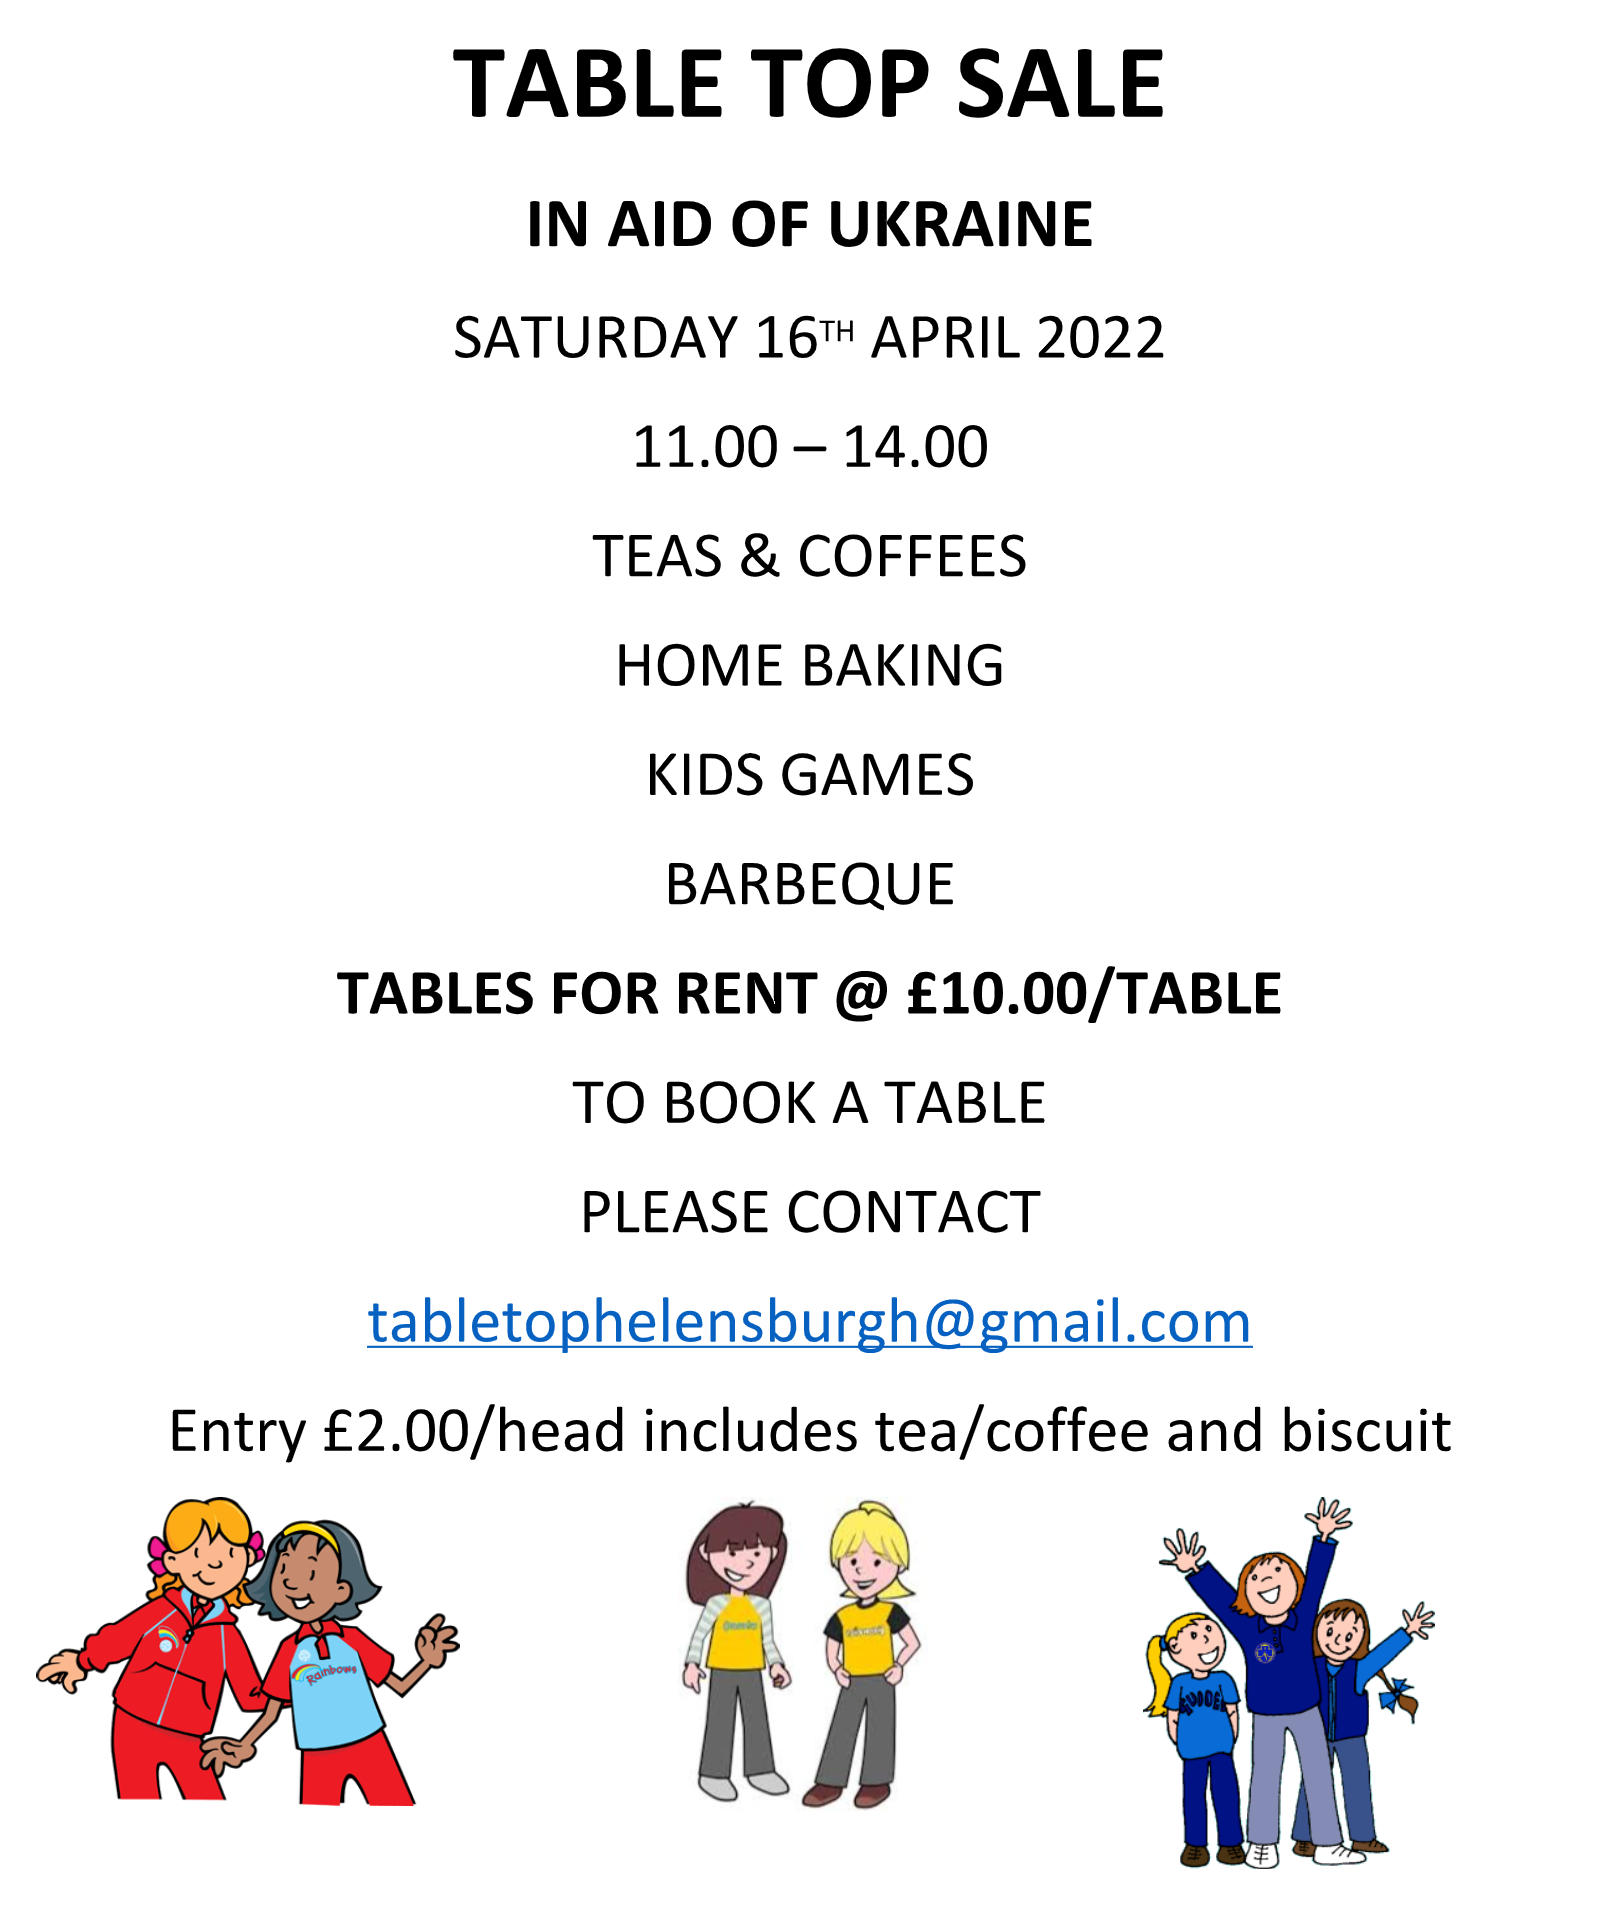 TABLE TOP SALE
IN AID OF UKRAINE
SATURDAY 16TH APRIL 2022
11.00 – 14.00
TEAS & COFFEES
HOME BAKING
KIDS GAMES
BARBEQUE
TABLES FOR RENT @ £10.00/TABLE
TO BOOK A TABLE
PLEASE CONTACT
tabletophelensburgh@gmail.com
Entry £2.00/head includes tea/coffee and biscuit
Rainbows